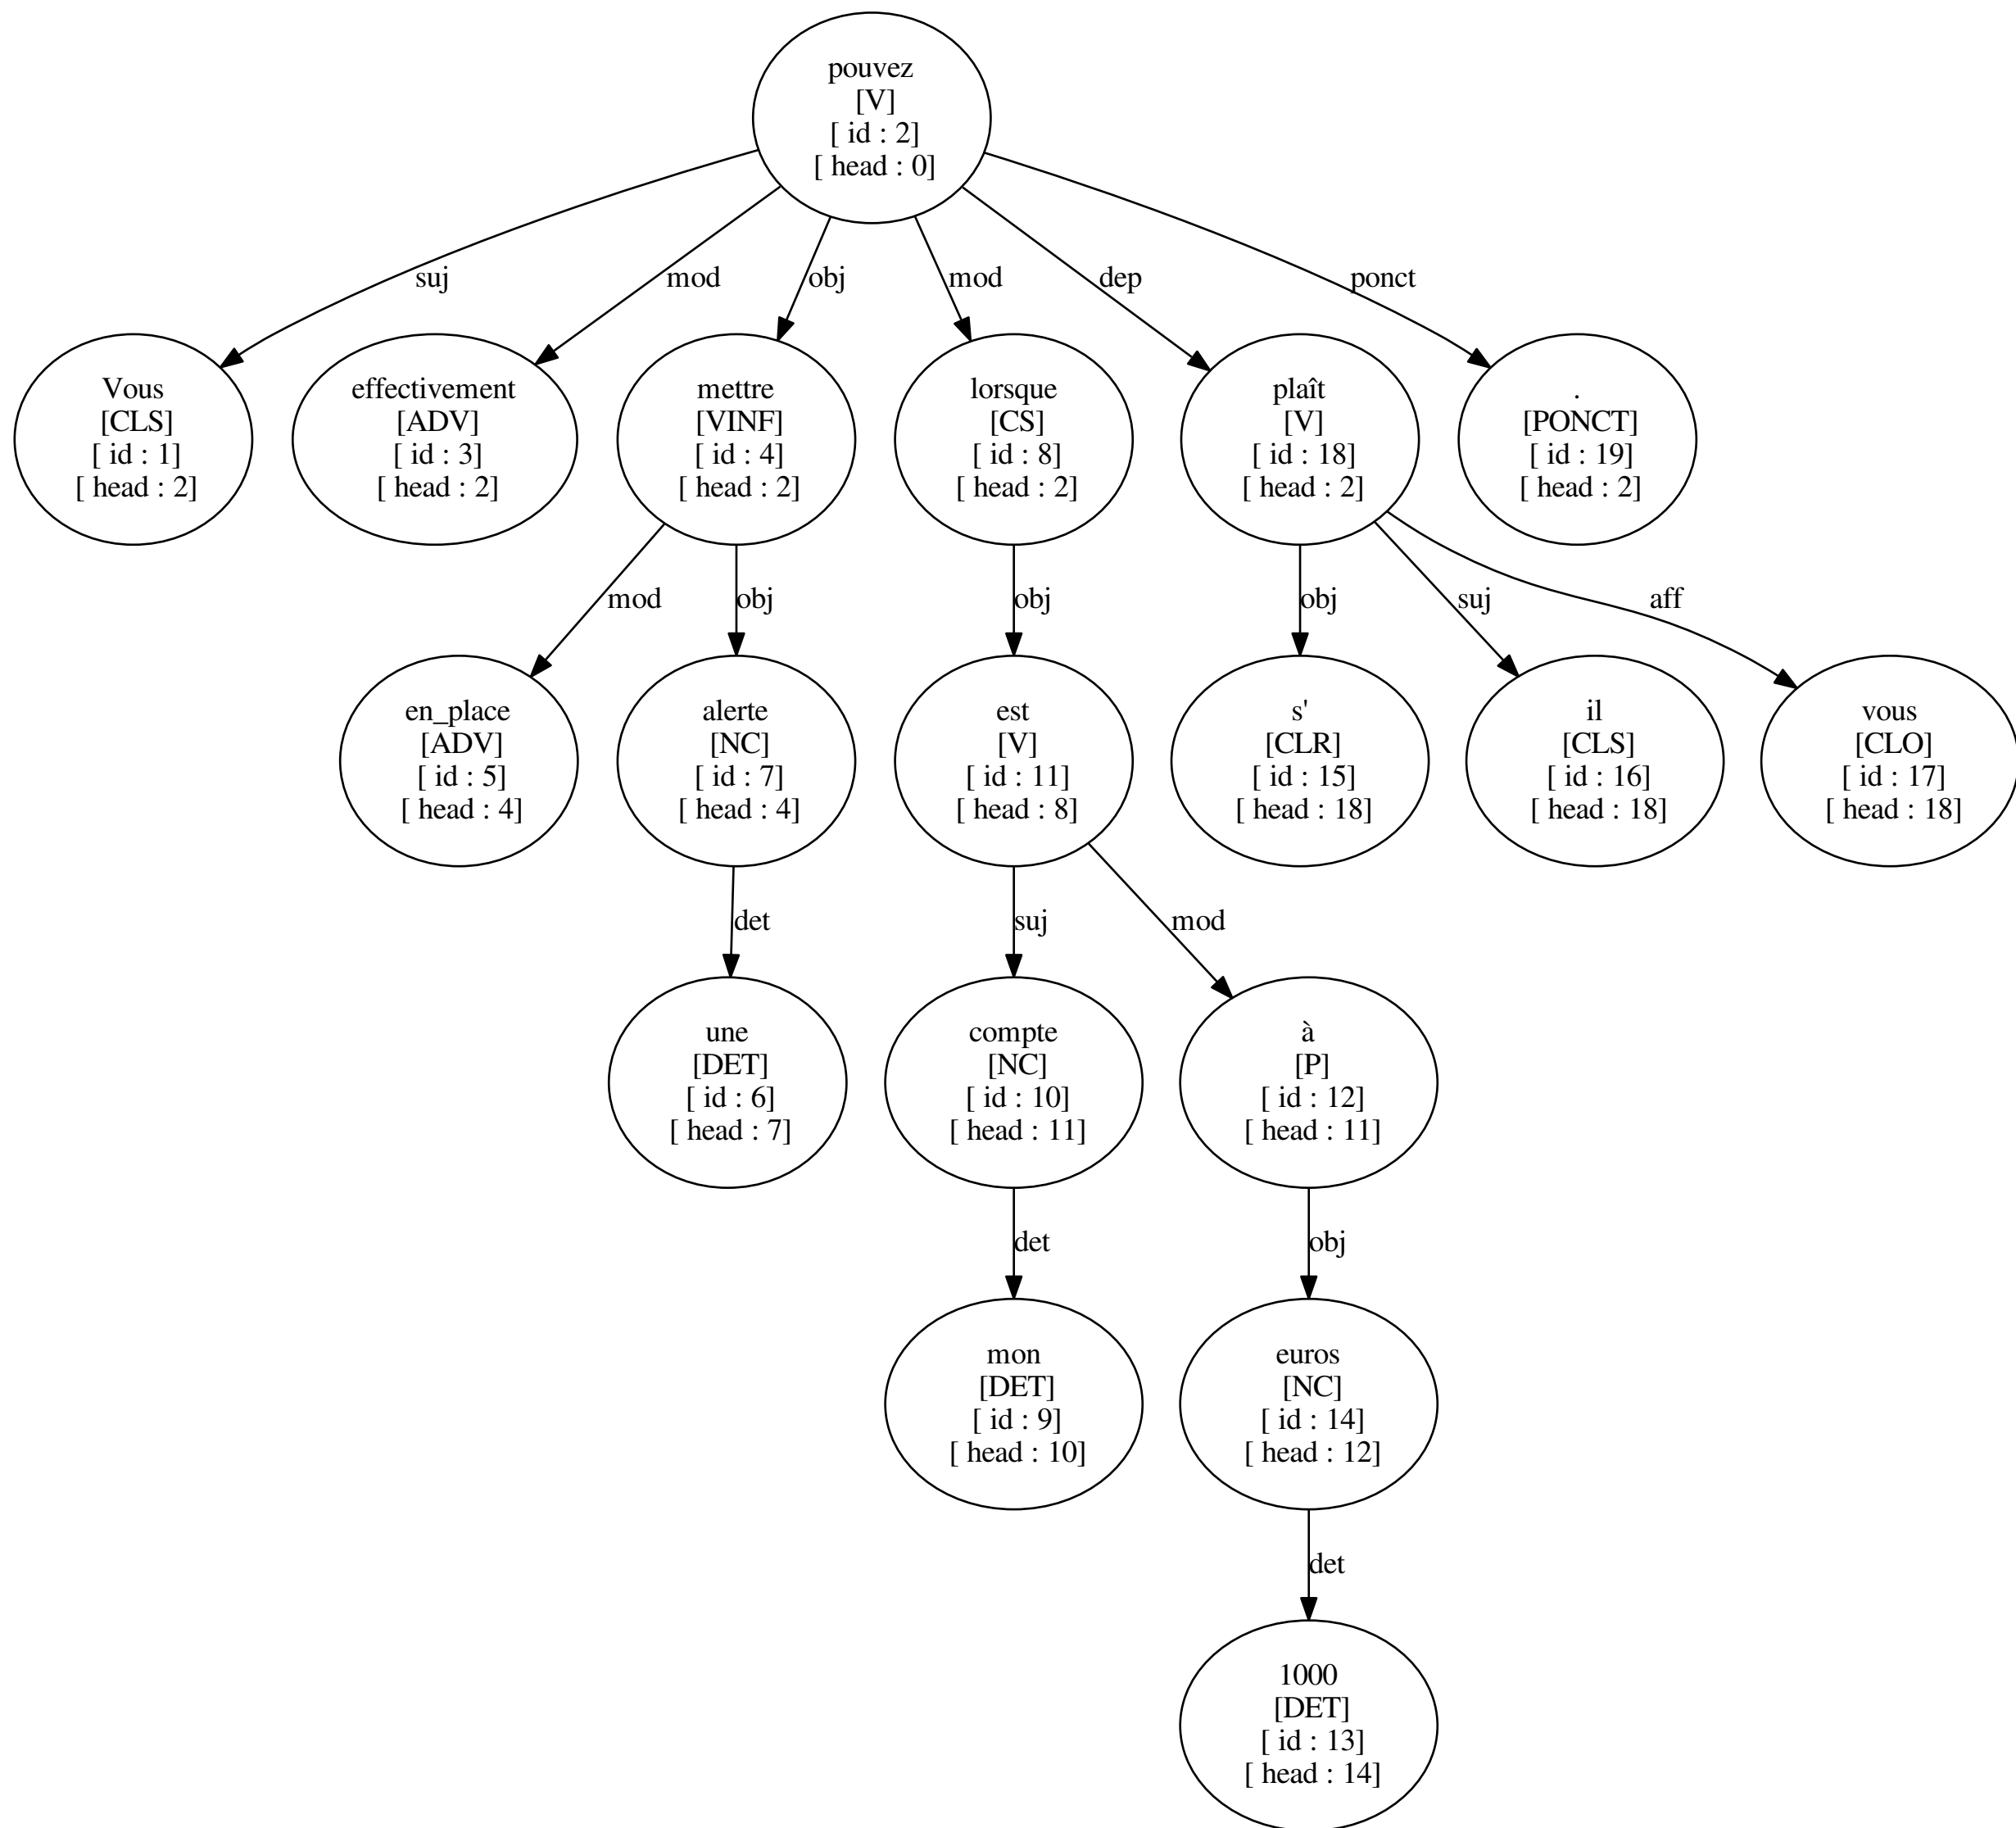 pouvez
[V]
[ id : 2]
[ head : 0]
suj
mod
obj
mod
dep
ponct
Vous
[CLS]
[ id : 1]
[ head : 2]
effectivement
[ADV]
[ id : 3]
[ head : 2]
mettre
[VINF]
[ id : 4]
[ head : 2]
lorsque
[CS]
[ id : 8]
[ head : 2]
plaît
[V]
[ id : 18]
[ head : 2]
.
[PONCT]
[ id : 19]
[ head : 2]
mod
obj
obj
obj
suj
aff
en_place
[ADV]
[ id : 5]
[ head : 4]
alerte
[NC]
[ id : 7]
[ head : 4]
est
[V]
[ id : 11]
[ head : 8]
s'
[CLR]
[ id : 15]
[ head : 18]
il
[CLS]
[ id : 16]
[ head : 18]
vous
[CLO]
[ id : 17]
[ head : 18]
det
suj
mod
une
[DET]
[ id : 6]
[ head : 7]
compte
[NC]
[ id : 10]
[ head : 11]
à
[P]
[ id : 12]
[ head : 11]
det
obj
mon
[DET]
[ id : 9]
[ head : 10]
euros
[NC]
[ id : 14]
[ head : 12]
det
1000
[DET]
[ id : 13]
[ head : 14]